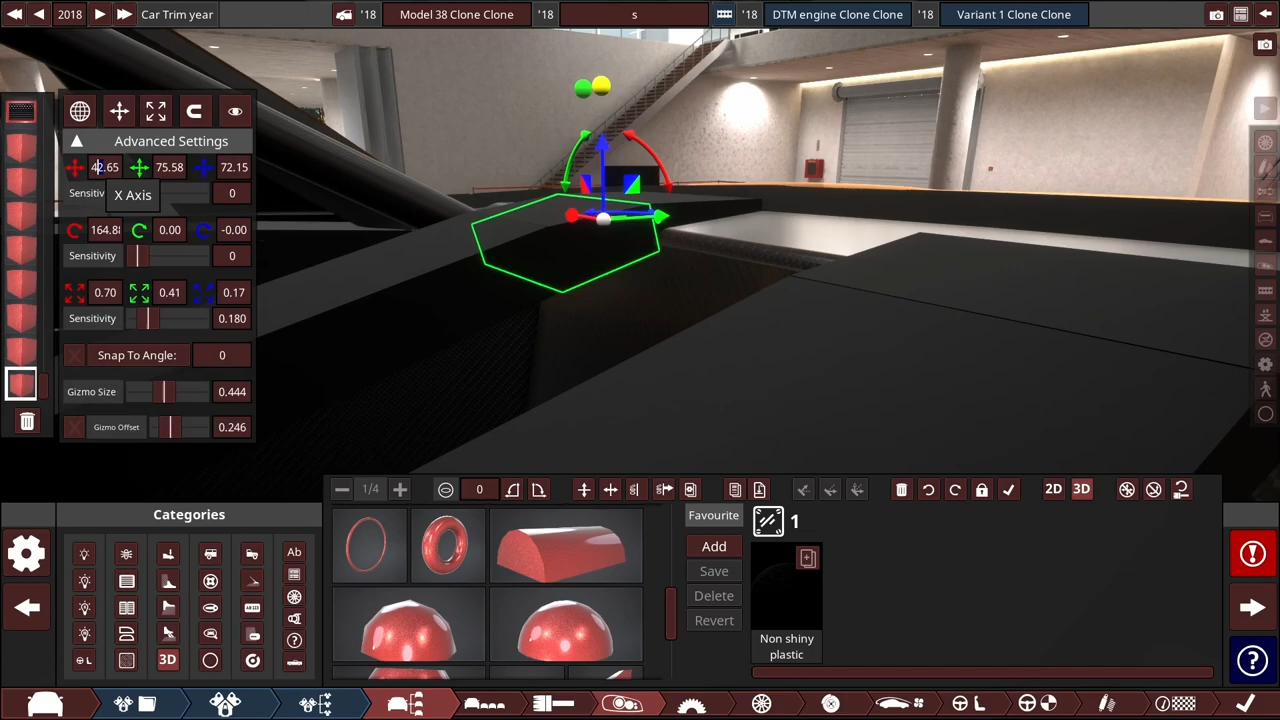 2018 Car Trim year '18 Model 38 Clone Clone '18 s '18 DTM engine Clone Clone '18 Variant 1 Clone Clone
Advanced Settings
42.65 75.58 72.15
Sensitiv 0
X Axis
164.8 0.00 -0.00
Sensitivity 0
0.70 0.41 0.17
Sensitivity 0.180
Snap To Angle: 0
Gizmo Size 0.444
Gizmo Offset 0.246
1/4 0 2D 3D
Categories
Ab
3D
Favourite
Add
Save
Delete
Revert
1
Non shiny
plastic